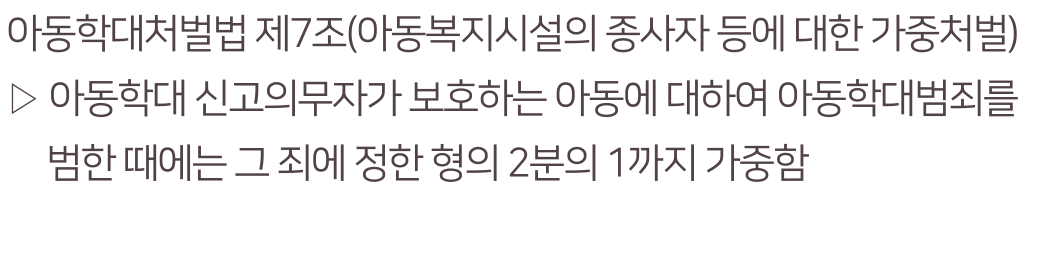 아동학대처벌법 제7조(아동복지시설의 종사자 등에 대한 가중처벌)
▷ 아동학대 신고의무자가 보호하는 아동에 대하여 아동학대범죄를
범한 때에는 그 죄에 정한 형의 2분의 1까지 가중함